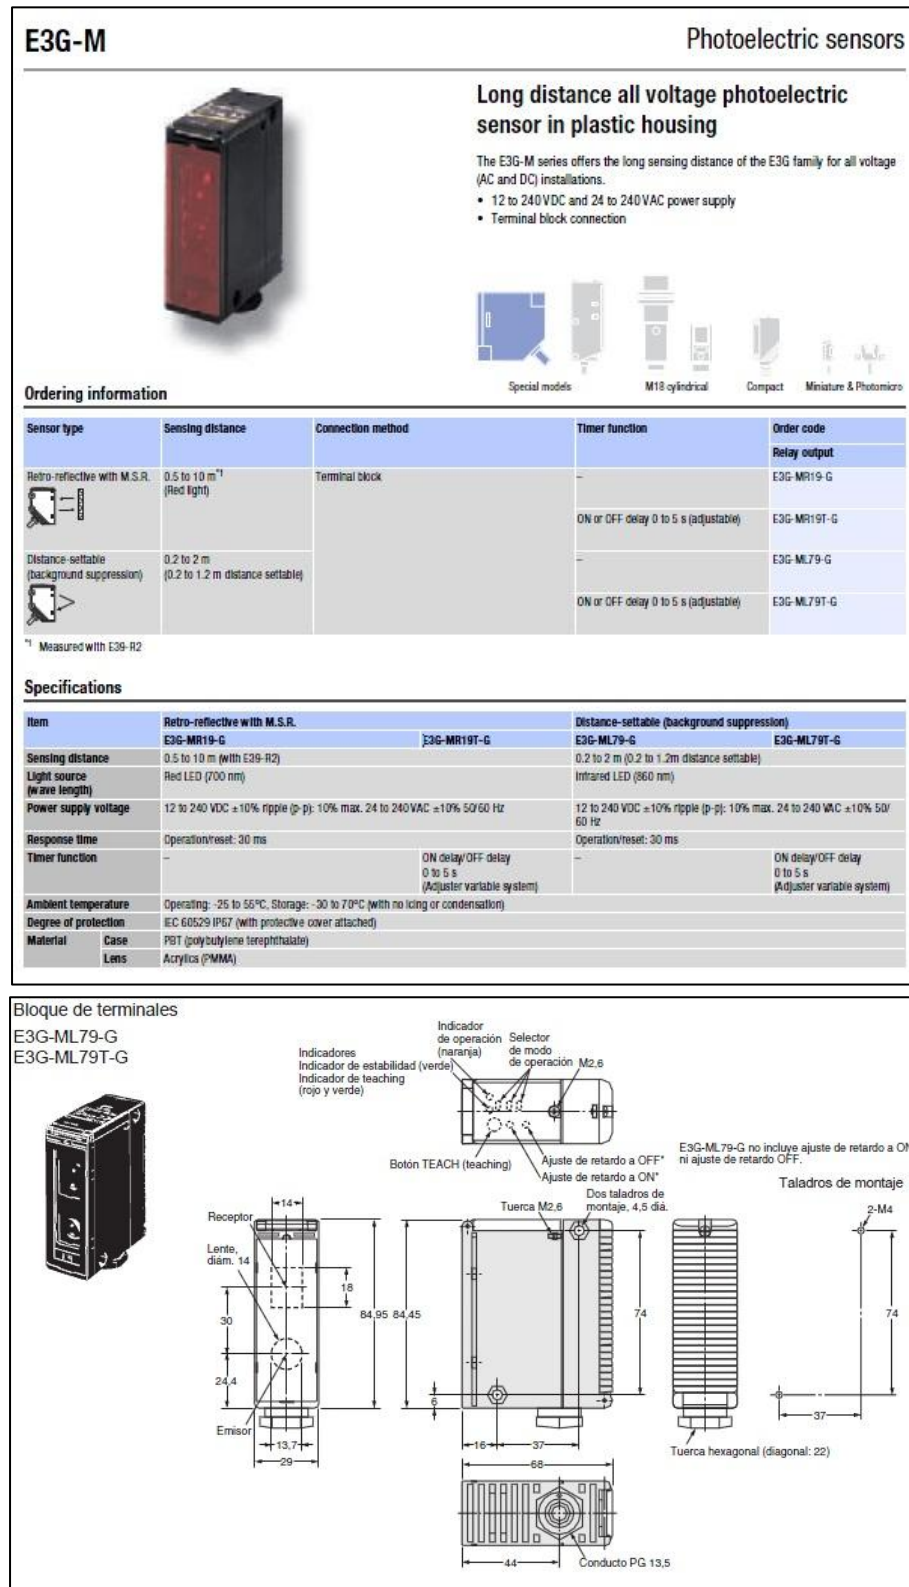 E3G-M
Photoelectric sensors
Long distance all voltage photoelectric
sensor in plastic housing
The E3G-M series offers the long sensing distance of the E3G family for all voltage
(AC and DC) installations.
• 12 to 240 VDC and 24 to 240 VAC power supply
• Terminal block connection
Special models
M18 cylindrical
Compact
Miniature & Photomicro
Ordering information
Sensor type Sensing distance Connection method Timer function Order code
Relay output
Retro-reflective with M.S.R. 0.5 to 10 m*1 Terminal block – E3G-MR19-G
(Red light)
ON or OFF delay 0 to 5 s (adjustable) E3G-MR19T-G
Distance-settable 0.2 to 2 m – E3G-ML79-G
(background suppression) (0.2 to 1.2 m distance settable)
ON or OFF delay 0 to 5 s (adjustable) E3G-ML79T-G
*1 Measured with E39-R2
Specifications
Item Retro-reflective with M.S.R. Distance-settable (background suppression)
E3G-MR19-G E3G-MR19T-G E3G-ML79-G E3G-ML79T-G
Sensing distance 0.5 to 10 m (with E39-R2) 0.2 to 2 m (0.2 to 1.2m distance settable)
Light source Red LED (700 nm) Infrared LED (860 nm)
(wave length)
Power supply voltage 12 to 240 VDC ±10% ripple (p-p): 10% max. 24 to 240 VAC ±10% 50/60 Hz 12 to 240 VDC ±10% ripple (p-p): 10% max. 24 to 240 VAC ±10% 50/
60 Hz
Response time Operation/reset: 30 ms Operation/reset: 30 ms
Timer function – ON delay/OFF delay – ON delay/OFF delay
0 to 5 s 0 to 5 s
(Adjuster variable system) (Adjuster variable system)
Ambient temperature Operating: -25 to 55°C, Storage: -30 to 70°C (with no icing or condensation)
Degree of protection IEC 60529 IP67 (with protective cover attached)
Material Case PBT (polybutylene terephthalate)
Lens Acrylics (PMMA)
Bloque de terminales
E3G-ML79-G
E3G-ML79T-G
Indicador
de operación
(naranja)
Selector
de modo
de operación
M2,6
Indicadores
Indicador de estabilidad (verde)
Indicador de teaching
(rojo y verde)
Botón TEACH (teaching)
Ajuste de retardo a OFF*
Ajuste de retardo a ON*
E3G-ML79-G no incluye ajuste de retardo a ON
ni ajuste de retardo OFF.
Taladros de montaje
2-M4
Tuerca M2,6
Dos taladros de
montaje, 4,5 diá.
14
Receptor
Lente,
diám. 14
18
30
84,95
84,45
74
74
24,4
6
Emisor
13,7
29
16
37
68
37
Tuerca hexagonal (diagonal: 22)
44
Conducto PG 13,5